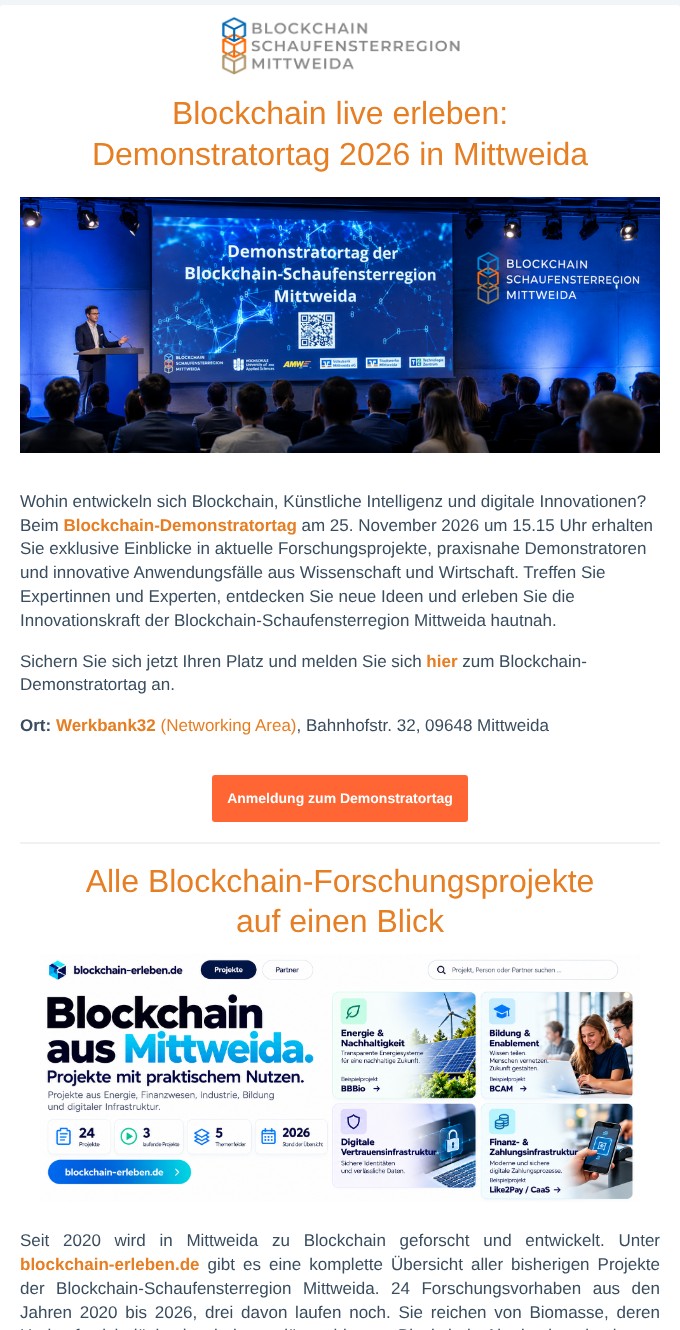 BLOCKCHAIN
SCHAUFENSTERREGION
MITTWEIDA
Blockchain live erleben:
Demonstratortag 2026 in Mittweida
Demonstratortag der
Blockchain-Schaufensterregion
Mittweida
BLOCKCHAIN
SCHAUFENSTERREGION
MITTWEIDA
BLOCKCHAIN
SCHAUFENSTERREGION
MITTWEIDA
HOCHSCHULE
AMW
Wohin entwickeln sich Blockchain, Künstliche Intelligenz und digitale Innovationen?
Beim Blockchain-Demonstratortag am 25. November 2026 um 15.15 Uhr erhalten
Sie exklusive Einblicke in aktuelle Forschungsprojekte, praxisnahe Demonstratoren
und innovative Anwendungsfälle aus Wissenschaft und Wirtschaft. Treffen Sie
Expertinnen und Experten, entdecken Sie neue Ideen und erleben Sie die
Innovationskraft der Blockchain-Schaufensterregion Mittweida hautnah.
Sichern Sie sich jetzt Ihren Platz und melden Sie sich hier zum Blockchain-
Demonstratortag an.
Ort: Werkbank32 (Networking Area), Bahnhofstr. 32, 09648 Mittweida
Anmeldung zum Demonstratortag
Alle Blockchain-Forschungsprojekte
auf einen Blick
blockchain-erleben.de
Projekte
Partner
Projekt, Person oder Partner suchen ...
Blockchain
aus Mittweida.
Projekte mit praktischem Nutzen.
Projekte aus Energie, Finanzwesen, Industrie, Bildung
und digitaler Infrastruktur.
24
Projekte
3
laufende Projekte
5
Themenfelder
2026
Stand der Übersicht
blockchain-erleben.de
Energie &
Nachhaltigkeit
Transparente Energiesysteme
für eine nachhaltige Zukunft.
Beispielprojekt
BBBio →
Bildung &
Enablement
Wissen teilen.
Menschen vernetzen.
Zukunft gestalten.
Beispielprojekt
BCAM →
Digitale
Vertrauensinfrastruktur
Sichere Identitäten
und verlässliche Daten.
Finanz- &
Zahlungsinfrastruktur
Moderne und sichere
digitale Zahlungsprozesse.
Beispielprojekt
Like2Pay / CaaS →
Seit 2020 wird in Mittweida zu Blockchain geforscht und entwickelt. Unter
blockchain-erleben.de gibt es eine komplette Übersicht aller bisherigen Projekte
der Blockchain-Schaufensterregion Mittweida. 24 Forschungsvorhaben aus den
Jahren 2020 bis 2026, drei davon laufen noch. Sie reichen von Biomasse, deren